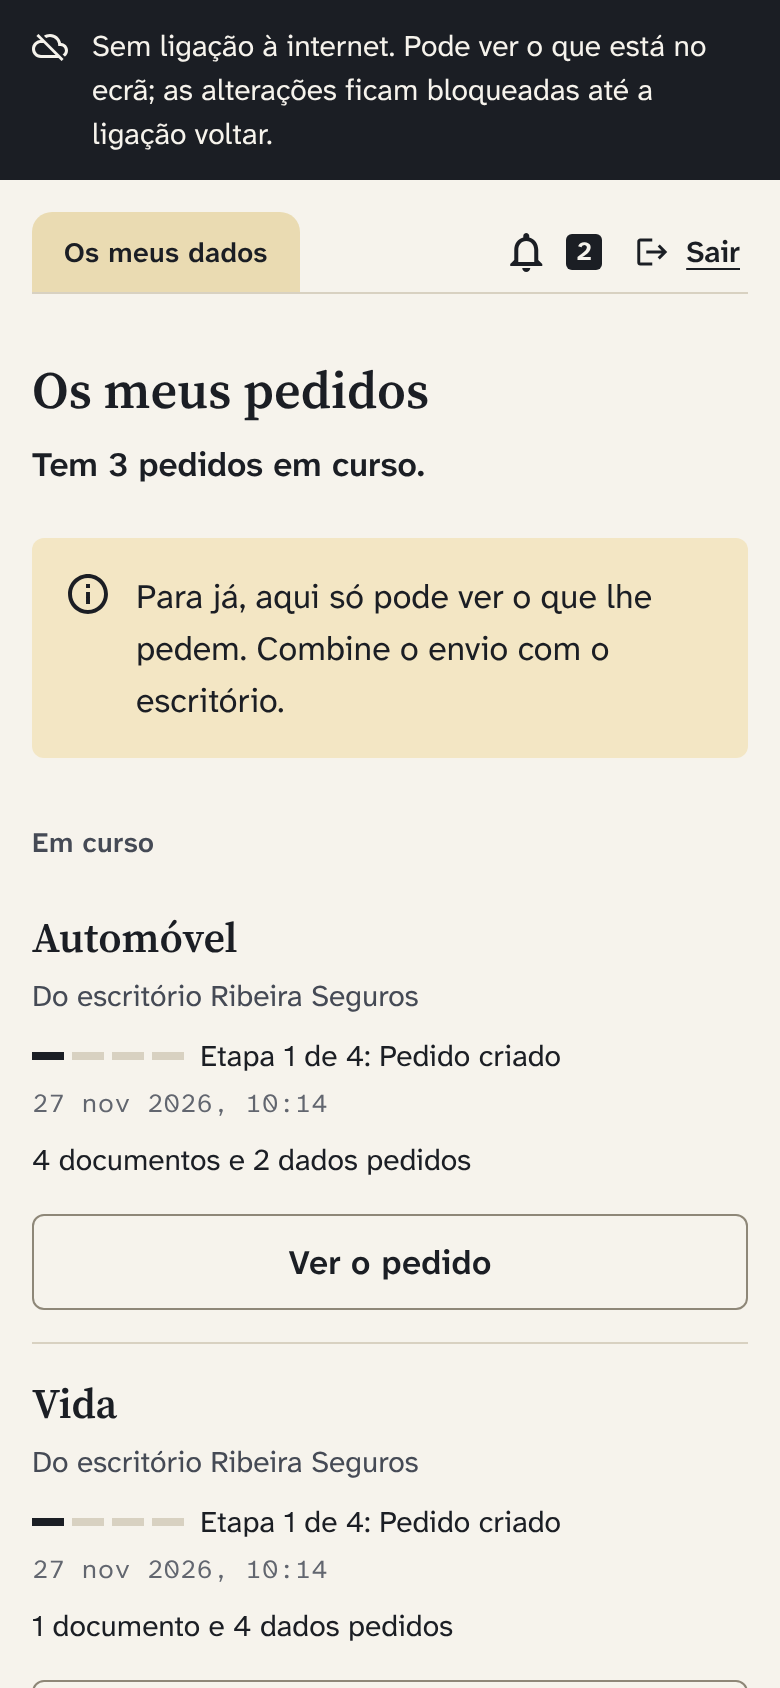 Sem ligação à internet. Pode ver o que está no
ecrã; as alterações ficam bloqueadas até a
ligação voltar.
Os meus dados
2
Sair
Os meus pedidos
Tem 3 pedidos em curso.
Para já, aqui só pode ver o que lhe
pedem. Combine o envio com o
escritório.
Em curso
Automóvel
Do escritório Ribeira Seguros
Etapa 1 de 4: Pedido criado
27 nov 2026, 10:14
4 documentos e 2 dados pedidos
Ver o pedido
Vida
Do escritório Ribeira Seguros
Etapa 1 de 4: Pedido criado
27 nov 2026, 10:14
1 documento e 4 dados pedidos